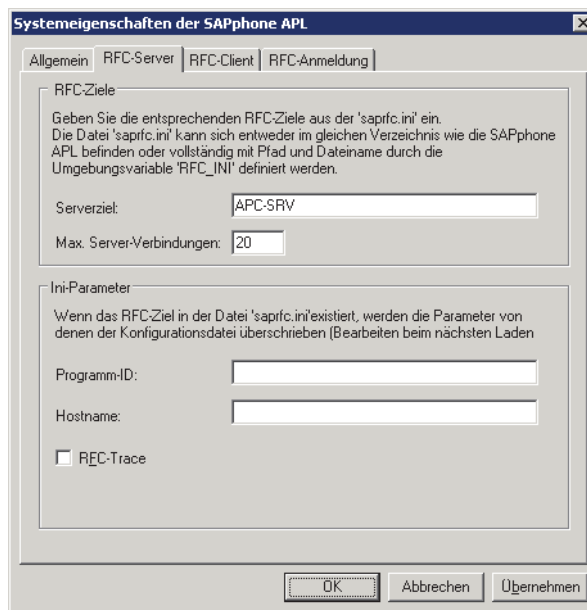 Systemeigenschaften der SAPphone APL
Allgemein RFC-Server RFC-Client RFC-Anmeldung
RFC-Ziele
Geben Sie die entsprechenden RFC-Ziele aus der 'saprfc.ini' ein.
Die Datei 'saprfc.ini' kann sich entweder im gleichen Verzeichnis wie die SAPphone
APL befinden oder vollständig mit Pfad und Dateiname durch die
Umgebungsvariable 'RFC_INI' definiert werden.
Serverziel: APC-SRV
Max. Server-Verbindungen: 20
Ini-Parameter
Wenn das RFC-Ziel in der Datei 'saprfc.ini'existiert, werden die Parameter von
denen der Konfigurationsdatei überschrieben (Bearbeiten beim nächsten Laden
Programm-ID:
Hostname:
RFC-Trace
OK Abbrechen Übernehmen